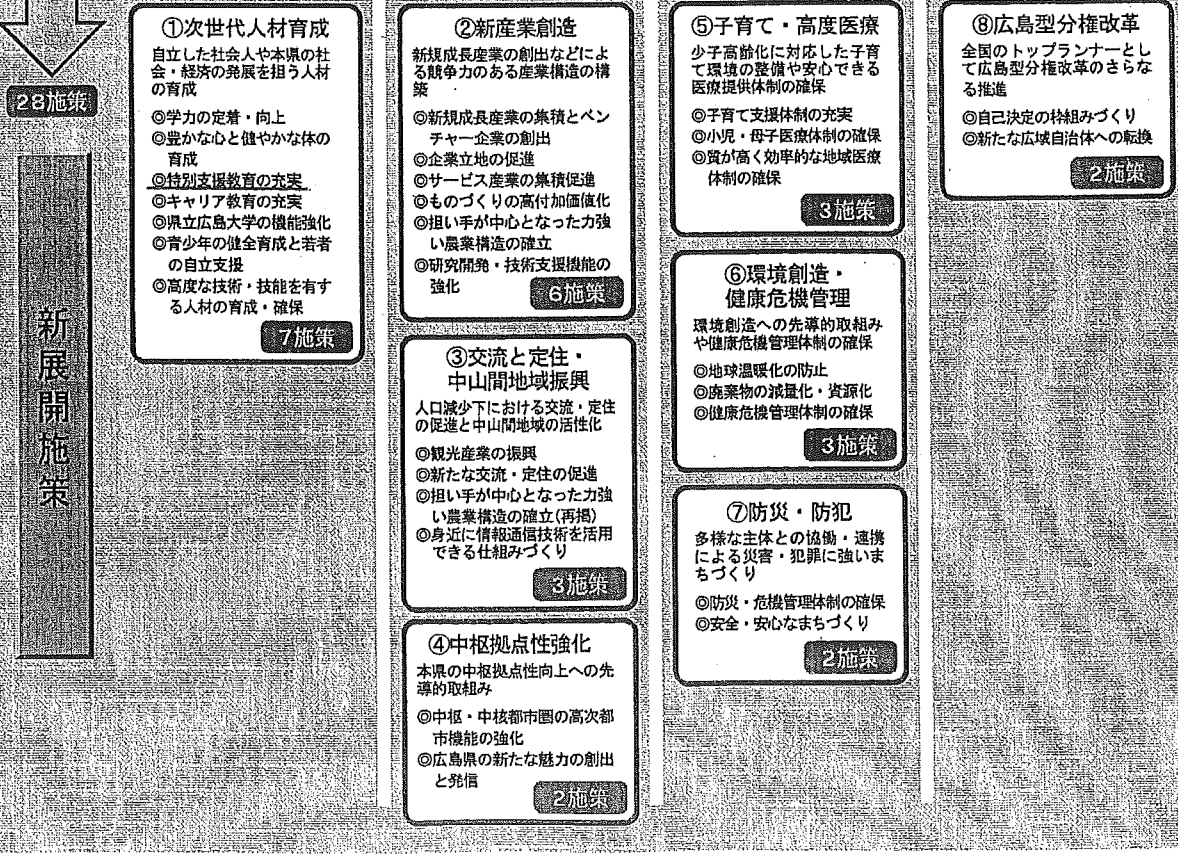 28施策
新展開施策
①次世代人材育成
自立した社会人や本県の社
会・経済の発展を担う人材
の育成
◎学力の定着・向上
◎豊かな心と健やかな体の
育成
◎特別支援教育の充実
◎キャリア教育の充実
◎県立広島大学の機能強化
◎青少年の健全育成と若者
の自立支援
◎高度な技術・技能を有す
る人材の育成・確保
7施策
②新産業創造
新規成長産業の創出などによ
る競争力のある産業構造の構
築
◎新規成長産業の集積とベン
チャー企業の創出
◎企業立地の促進
◎サービス産業の集積促進
◎ものづくりの高付加価値化
◎担い手が中心となった力強
い農業構造の確立
◎研究開発・技術支援機能の
強化
6施策
③交流と定住・
中山間地域振興
人口減少下における交流・定住
の促進と中山間地域の活性化
◎観光産業の振興
◎新たな交流・定住の促進
◎担い手が中心となった力強
い農業構造の確立(再掲)
◎身近に情報通信技術を活用
できる仕組みづくり
3施策
④中枢拠点性強化
本県の中枢拠点性向上への先
導的取組み
◎中枢・中核都市圏の高次都
市機能の強化
◎広島県の新たな魅力の創出
と発信
2施策
⑤子育て・高度医療
少子高齢化に対応した子育
て環境の整備や安心できる
医療提供体制の確保
◎子育て支援体制の充実
◎小児・母子医療体制の確保
◎質が高く効率的な地域医療
体制の確保
3施策
⑥環境創造・
健康危機管理
環境創造への先導的取組み
や健康危機管理体制の確保
◎地球温暖化の防止
◎廃棄物の減量化・資源化
◎健康危機管理体制の確保
3施策
⑦防災・防犯
多様な主体との協働・連携
による災害・犯罪に強いま
ちづくり
◎防災・危機管理体制の確保
◎安全・安心なまちづくり
2施策
⑧広島型分権改革
全国のトップランナーとし
て広島型分権改革のさらな
る推進
◎自己決定の枠組みづくり
◎新たな広域自治体への転換
2施策